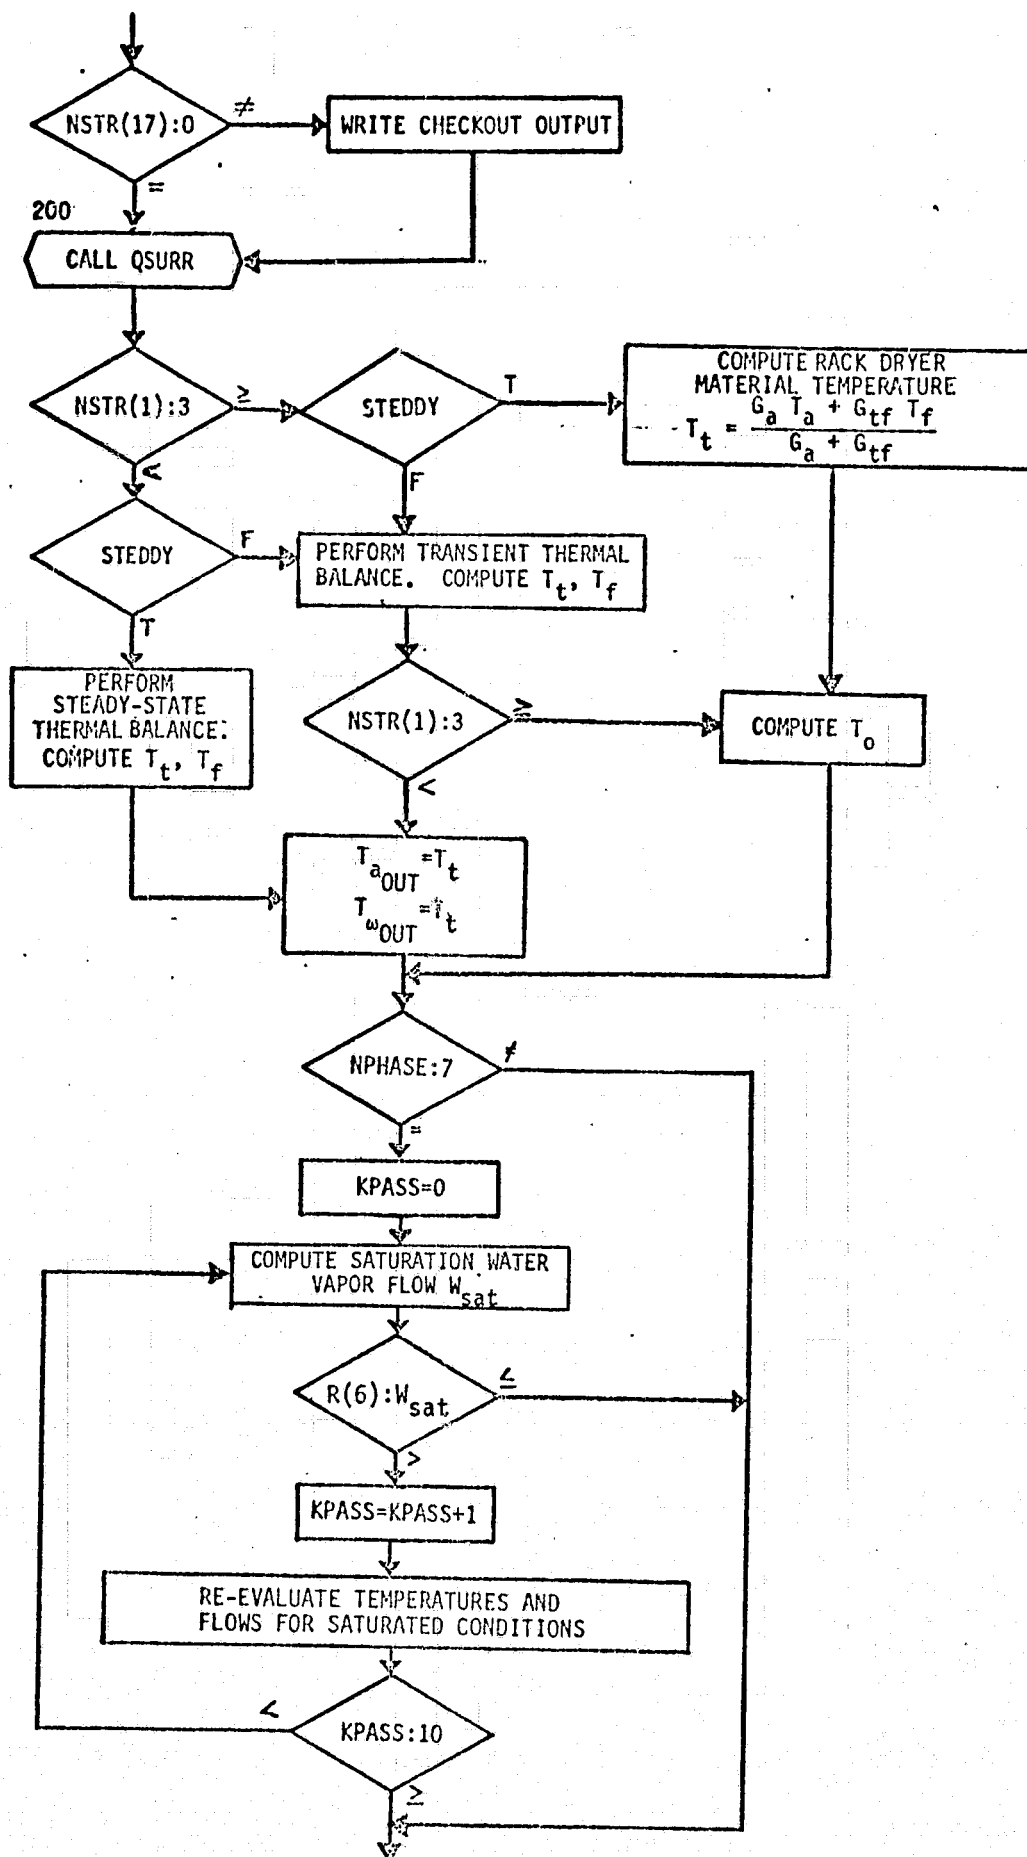 NSTR(17):0
≠
WRITE CHECKOUT OUTPUT
=
200
CALL QSURR
NSTR(1):3
≥
STEDDY
T
COMPUTE RACK DRYER
MATERIAL TEMPERATURE
T_t = (G_a T_a + G_tf T_f) / (G_a + G_tf)
<
F
STEDDY
F
PERFORM TRANSIENT THERMAL
BALANCE. COMPUTE T_t, T_f
T
PERFORM
STEADY-STATE
THERMAL BALANCE:
COMPUTE T_t, T_f
NSTR(1):3
≥
COMPUTE T_o
<
T_a_OUT =T_t
T_ω_OUT =T_t
NPHASE:7
≠
=
KPASS=0
COMPUTE SATURATION WATER
VAPOR FLOW W_sat
R(6):W_sat
≤
>
KPASS=KPASS+1
RE-EVALUATE TEMPERATURES AND
FLOWS FOR SATURATED CONDITIONS
<
KPASS:10
≥